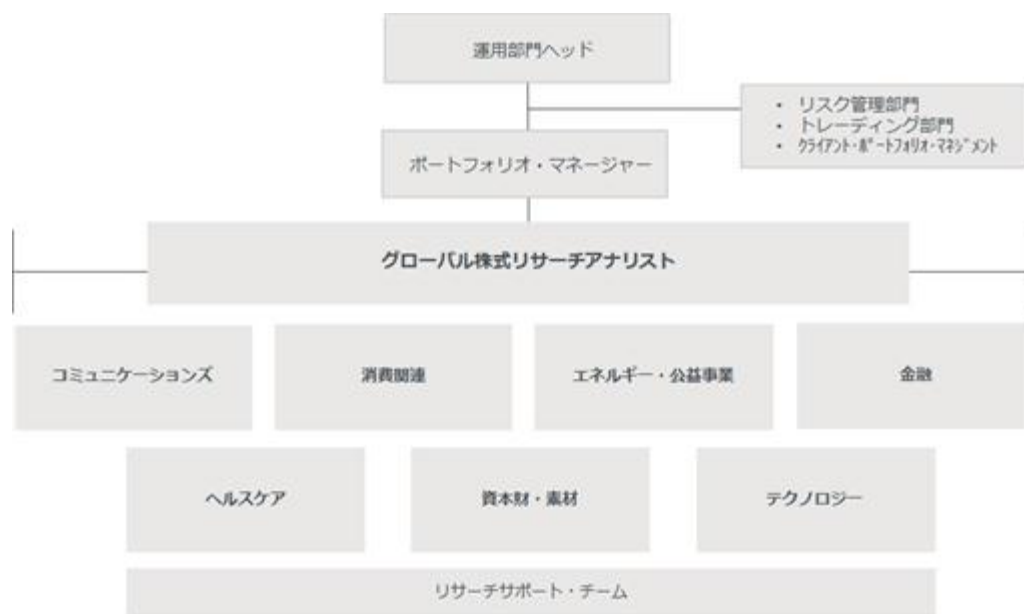 運用部門ヘッド
• リスク管理部門
• トレーディング部門
• クライアント・ポートフォリオ・マネジメント
ポートフォリオ・マネージャー
グローバル株式リサーチアナリスト
コミュニケーションズ
消費関連
エネルギー・公益事業
金融
ヘルスケア
資本財・素材
テクノロジー
リサーチサポート・チーム